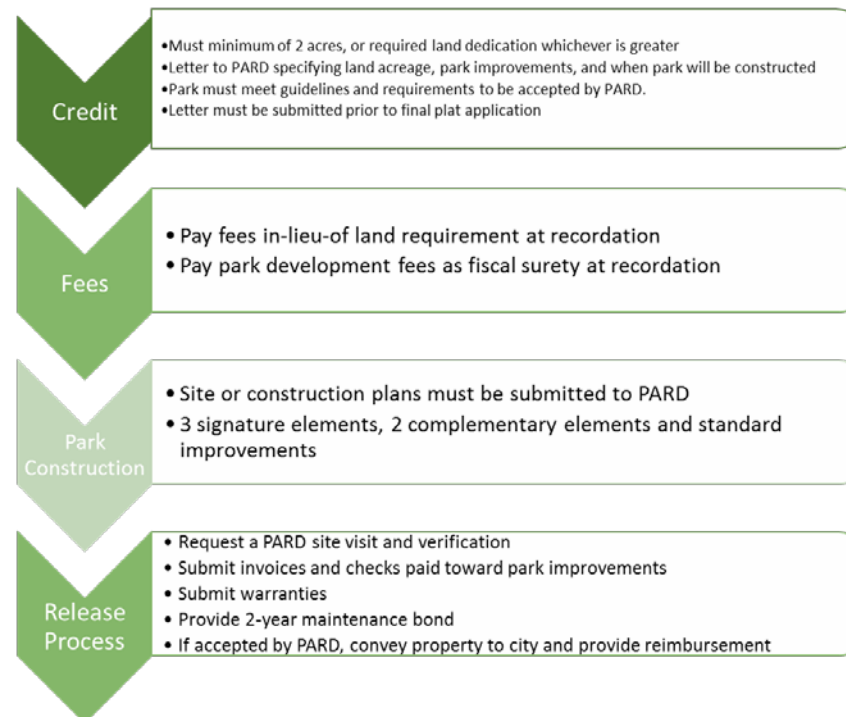 Credit
•Must minimum of 2 acres, or required land dedication whichever is greater
•Letter to PARD specifying land acreage, park improvements, and when park will be constructed
•Park must meet guidelines and requirements to be accepted by PARD.
•Letter must be submitted prior to final plat application
Fees
• Pay fees in-lieu-of land requirement at recordation
• Pay park development fees as fiscal surety at recordation
Park
Construction
• Site or construction plans must be submitted to PARD
• 3 signature elements, 2 complementary elements and standard
improvements
Release
Process
• Request a PARD site visit and verification
• Submit invoices and checks paid toward park improvements
• Submit warranties
• Provide 2-year maintenance bond
• If accepted by PARD, convey property to city and provide reimbursement